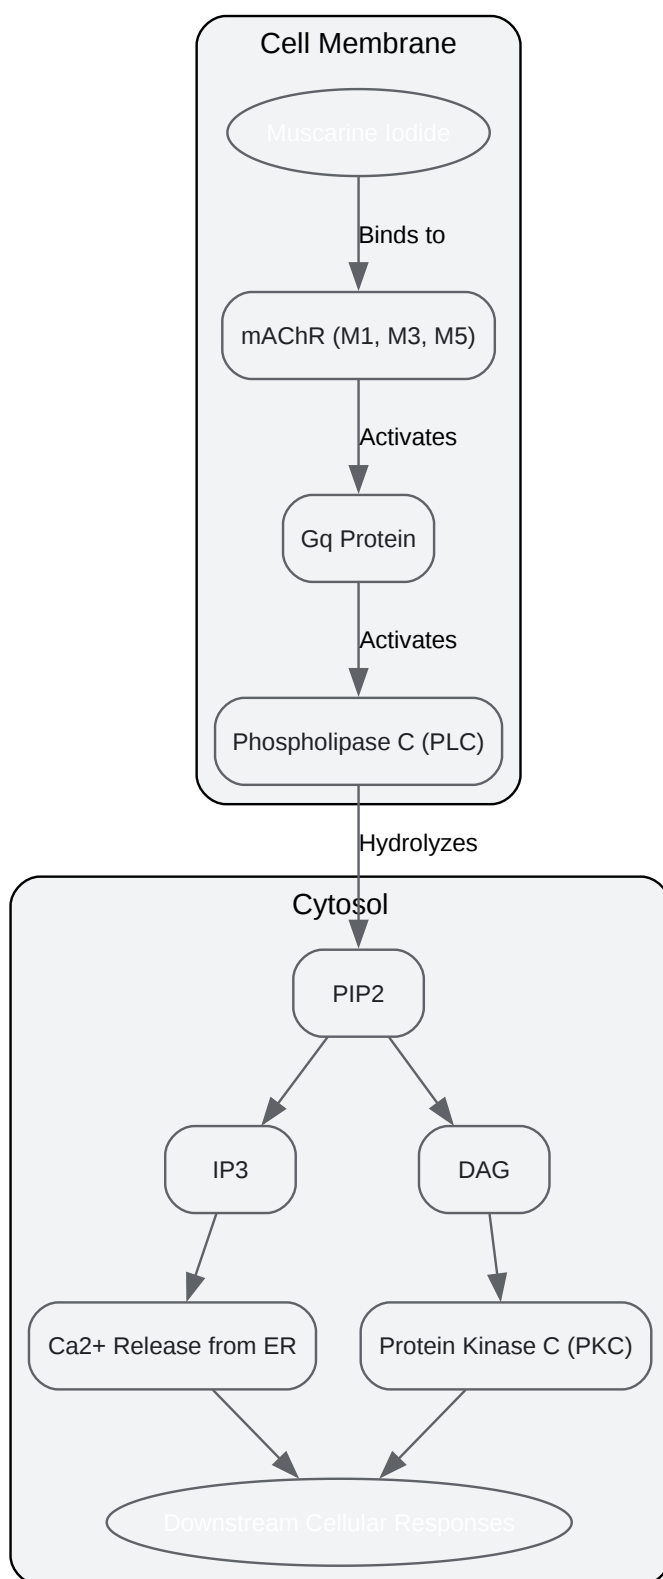 Cell Membrane
Muscarine Iodide
Binds to
mAChR (M1, M3, M5)
Activates
Gq Protein
Activates
Phospholipase C (PLC)
Hydrolyzes
Cytosol
PIP2
IP3
DAG
Ca2+ Release from ER
Protein Kinase C (PKC)
Downstream Cellular Responses